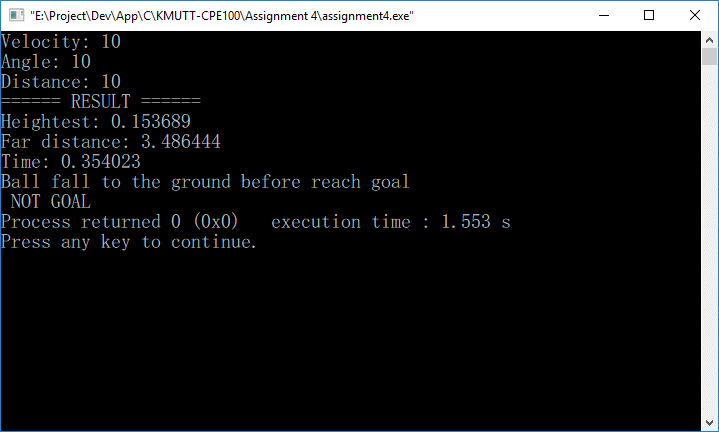 "E:\Project\Dev\App\C\KMUTT-CPE100\Assignment 4\assignment4.exe"
Velocity: 10
Angle: 10
Distance: 10
====== RESULT ======
Heightest: 0.153689
Far distance: 3.486444
Time: 0.354023
Ball fall to the ground before reach goal
 NOT GOAL
Process returned 0 (0x0)   execution time : 1.553 s
Press any key to continue.